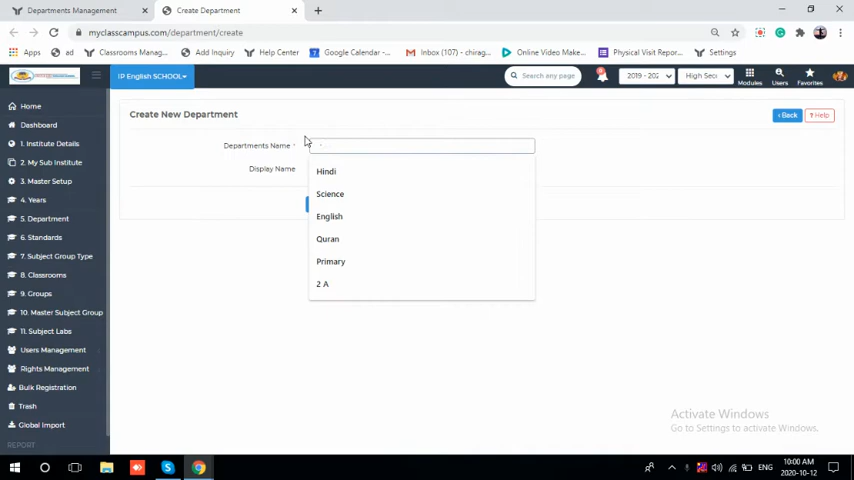 Departments Management
Create Department
myclasscampus.com/department/create
Apps
ad
Classrooms Manag...
Add Inquiry
Help Center
Google Calendar -...
Inbox (107) - chirag...
Online Video Make...
Physical Visit Repor...
Settings
IP English SCHOOL
Search any page
2019 - 202
High Sec
Modules
Users
Favorites
Home
Dashboard
1. Institute Details
2. My Sub Institute
3. Master Setup
4. Years
5. Department
6. Standards
7. Subject Group Type
8. Classrooms
9. Groups
10. Master Subject Group
11. Subject Labs
Users Management
Rights Management
Bulk Registration
Trash
Global Import
REPORT
Create New Department
Back
? Help
Departments Name *
Display Name
Hindi
Science
English
Quran
Primary
2 A
Activate Windows
Go to Settings to activate Windows.
ENG
10:00 AM
2020-10-12